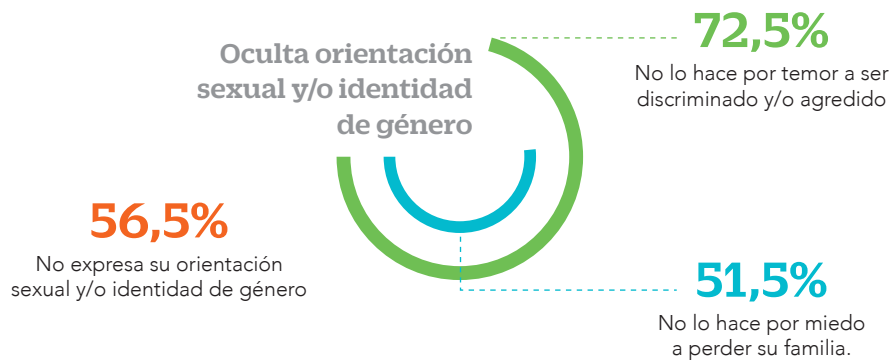 Oculta orientación
sexual y/o identidad
de género
72,5%
No lo hace por temor a ser
discriminado y/o agredido
56,5%
No expresa su orientación
sexual y/o identidad de género
51,5%
No lo hace por miedo
a perder su familia.